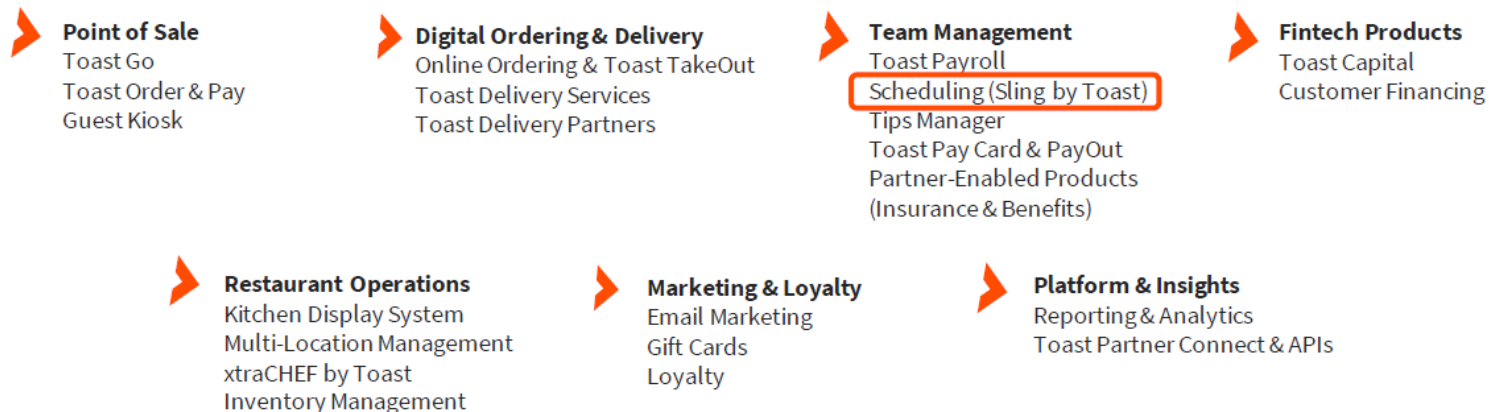 Point of Sale
Toast Go
Toast Order & Pay
Guest Kiosk
Digital Ordering & Delivery
Online Ordering & Toast TakeOut
Toast Delivery Services
Toast Delivery Partners
Team Management
Toast Payroll
Scheduling (Sling by Toast)
Tips Manager
Toast Pay Card & PayOut
Partner-Enabled Products
(Insurance & Benefits)
Fintech Products
Toast Capital
Customer Financing
Restaurant Operations
Kitchen Display System
Multi-Location Management
xtraCHEF by Toast
Inventory Management
Marketing & Loyalty
Email Marketing
Gift Cards
Loyalty
Platform & Insights
Reporting & Analytics
Toast Partner Connect & APIs